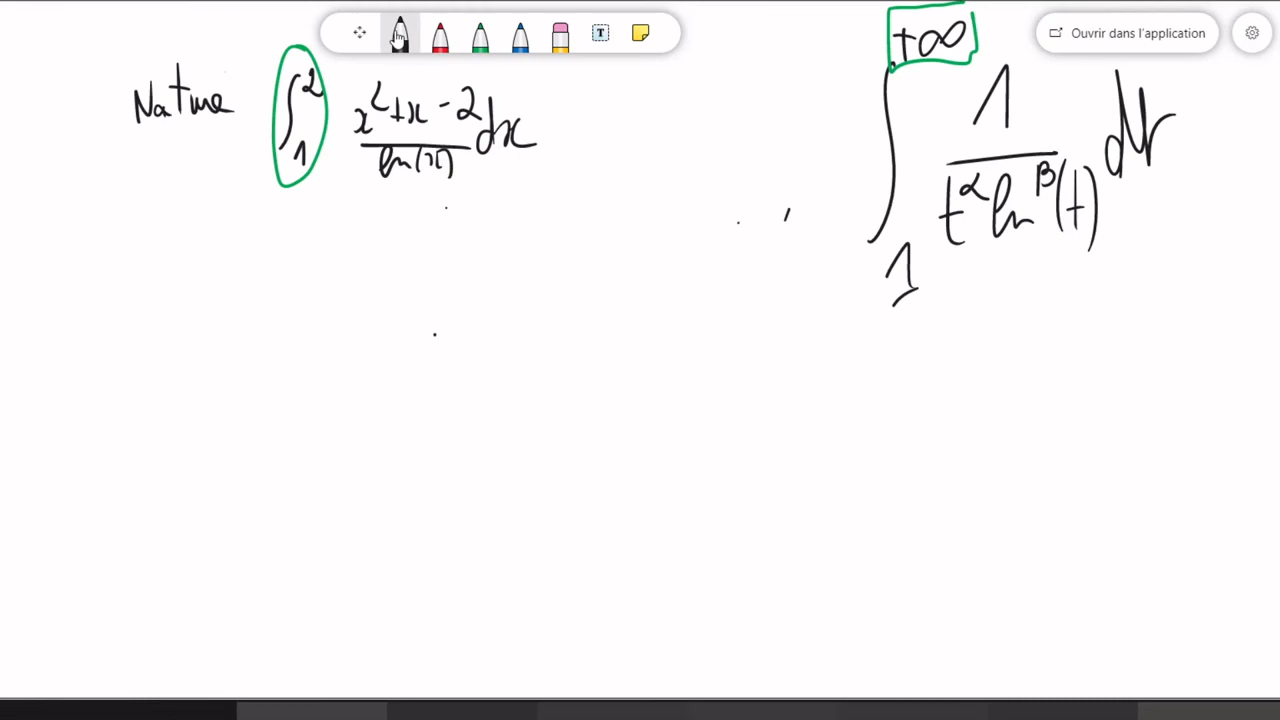 Nature ∫₁² (x²+x-2)/ln(x) dx
∫₁^{+∞} 1/(t^α ln^β(t)) dt
T
Ouvrir dans l'application